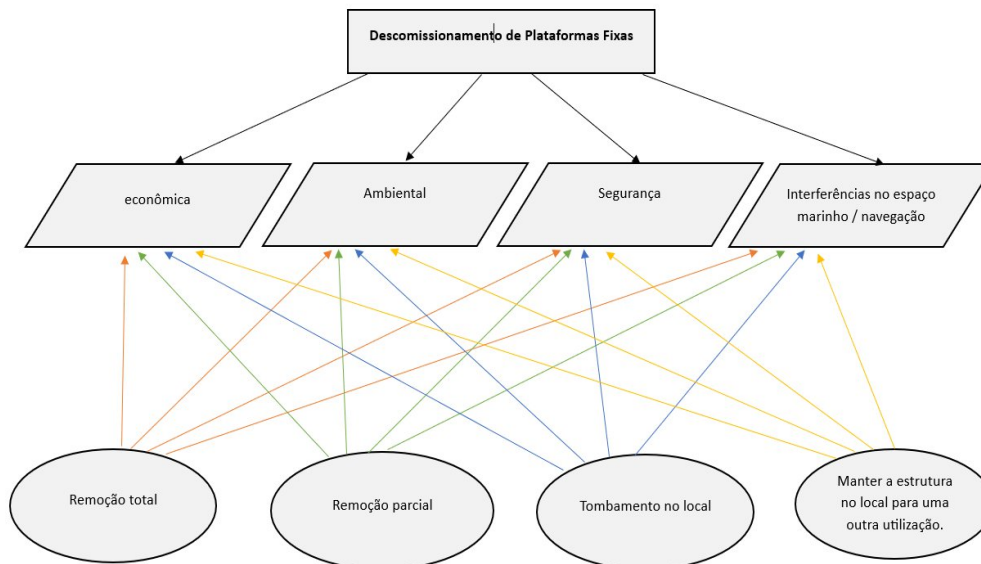 Descomissionamento de Plataformas Fixas
econômica
Ambiental
Segurança
Interferências no espaço
marinho / navegação
Remoção total
Remoção parcial
Tombamento no local
Manter a estrutura
no local para uma
outra utilização.